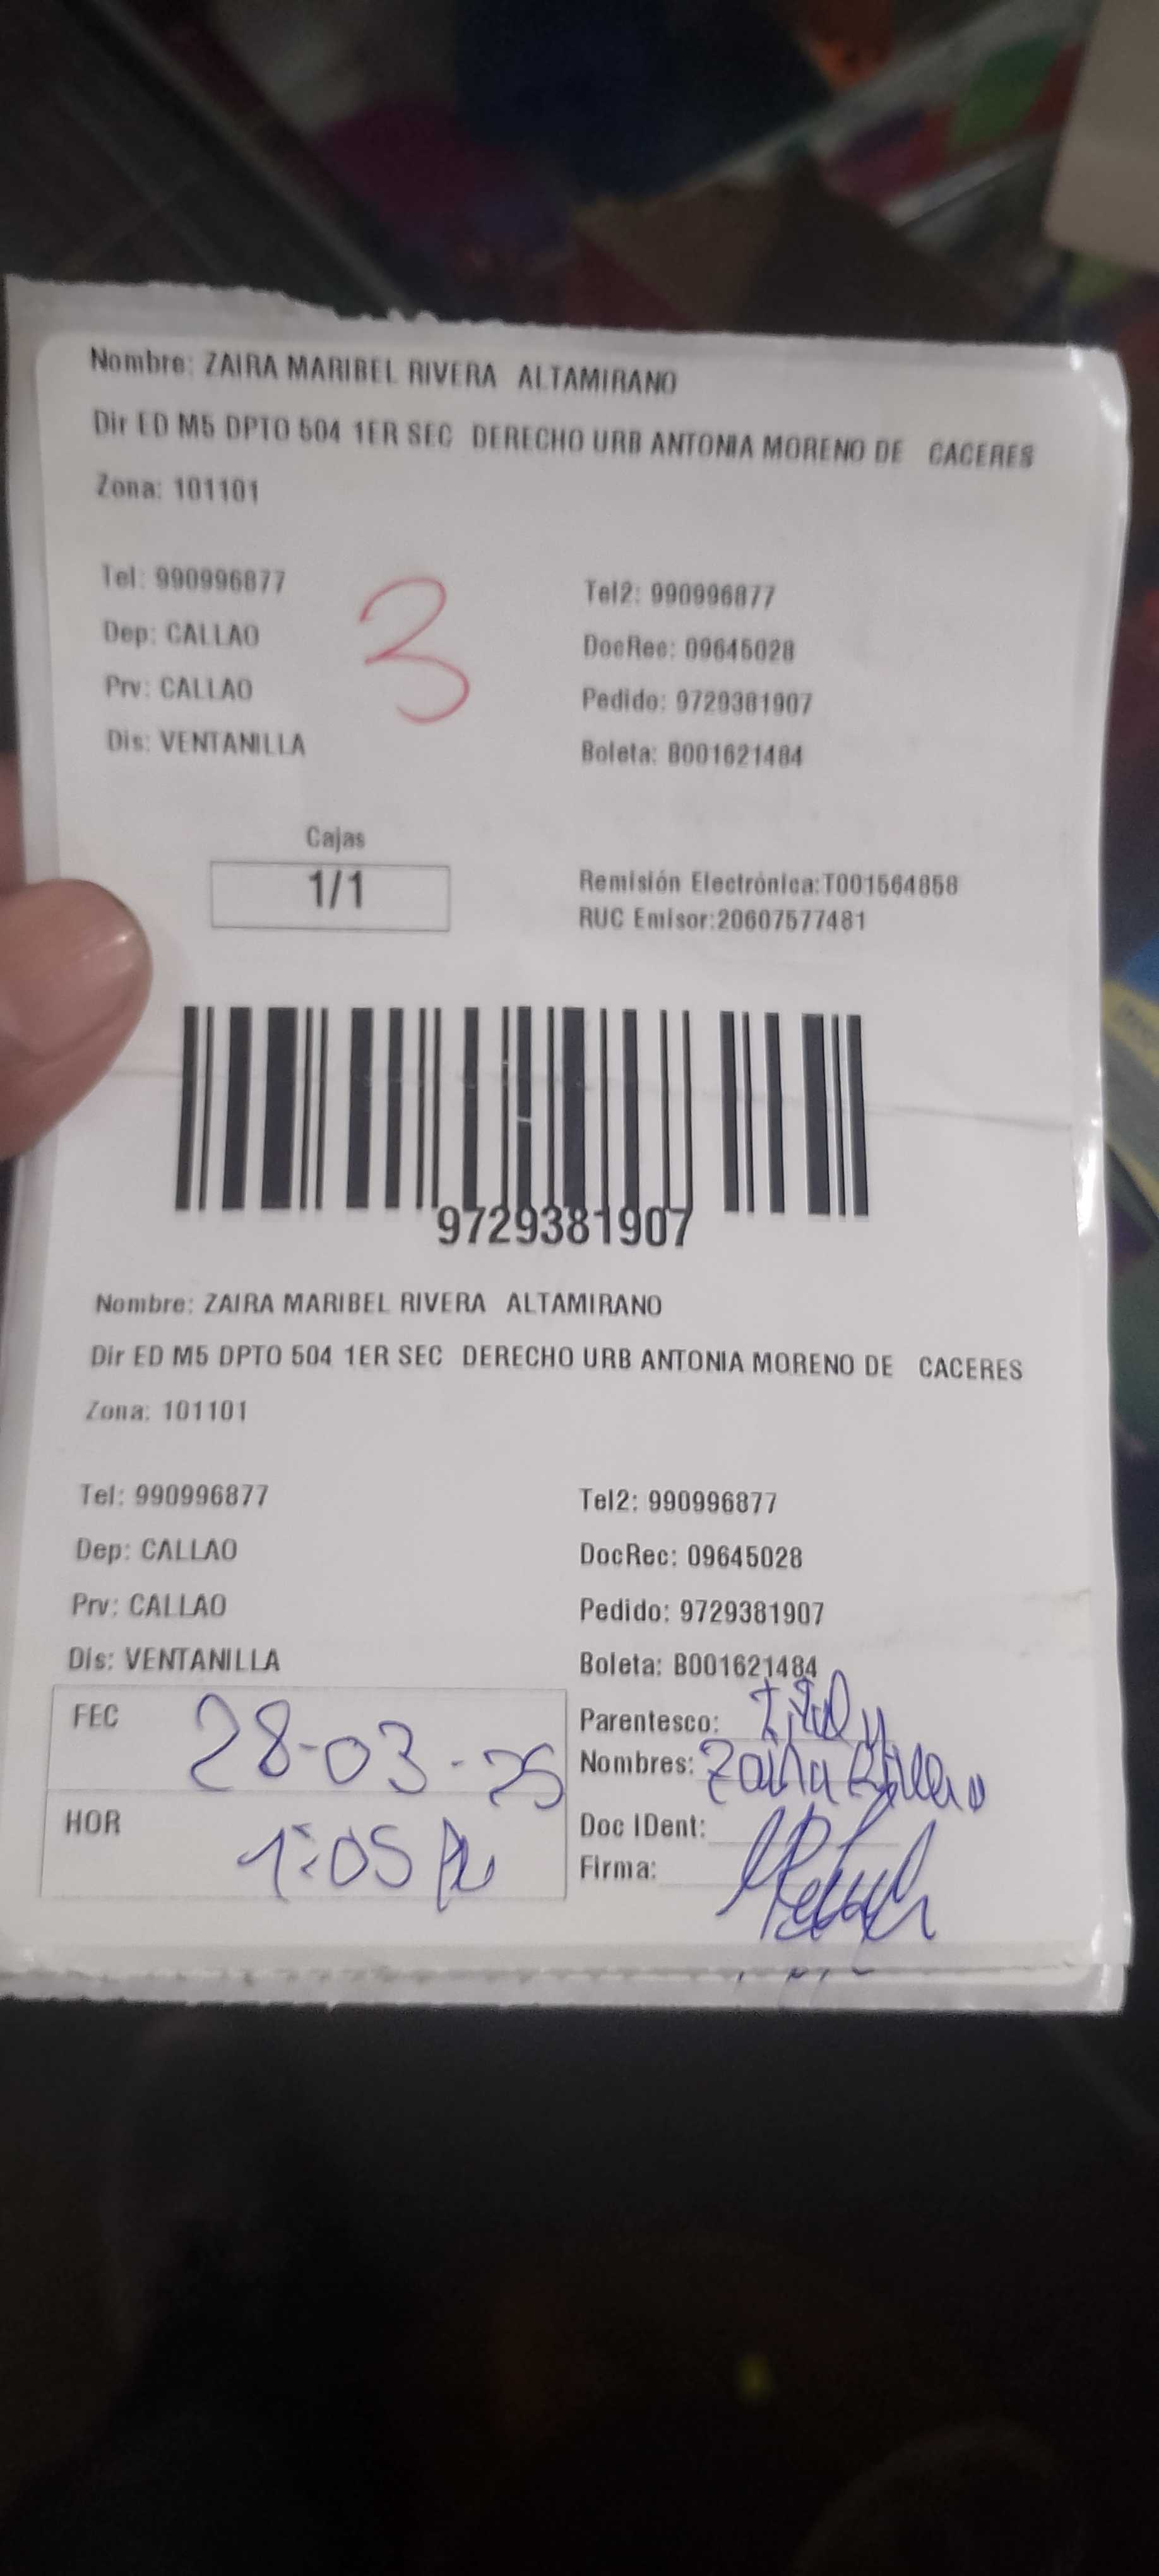 Nombre: ZAIRA MARIBEL RIVERA ALTAMIRANO
Dir ED M5 DPTO 504 1ER SEC DERECHO URB ANTONIA MORENO DE CACERES
Zona: 101101
Tel: 990996877
Tel2: 990996877
Dep: CALLAO
3
DocRec: 09645028
Prv: CALLAO
Pedido: 9729381907
Dis: VENTANILLA
Boleta: B001621484
Cajas
1/1
Remisión Electrónica:T001564858
RUC Emisor:20607577481
9729381907
Nombre: ZAIRA MARIBEL RIVERA ALTAMIRANO
Dir ED M5 DPTO 504 1ER SEC DERECHO URB ANTONIA MORENO DE CACERES
Zona: 101101
Tel: 990996877
Tel2: 990996877
Dep: CALLAO
DocRec: 09645028
Prv: CALLAO
Pedido: 9729381907
Dis: VENTANILLA
Boleta: B001621484
FEC 28-03-25
Parentesco:
Nombres: Zaira Rivera
HOR 1:05 P
Doc IDent:
Firma: